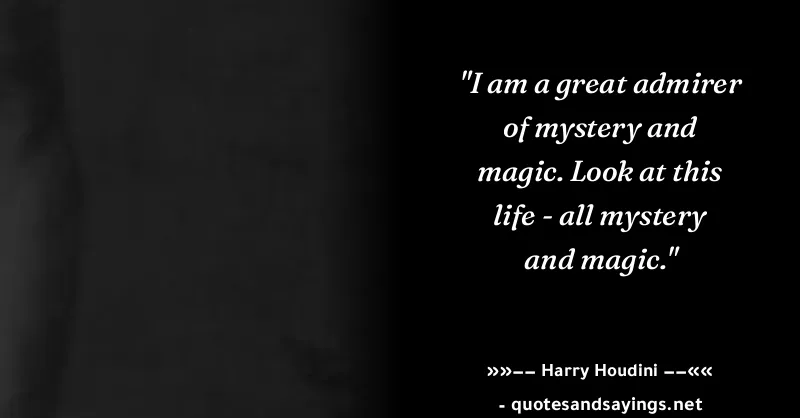 "I am a great admirer
of mystery and
magic. Look at this
life - all mystery
and magic."
»»−− Harry Houdini −−««
- quotesandsayings.net